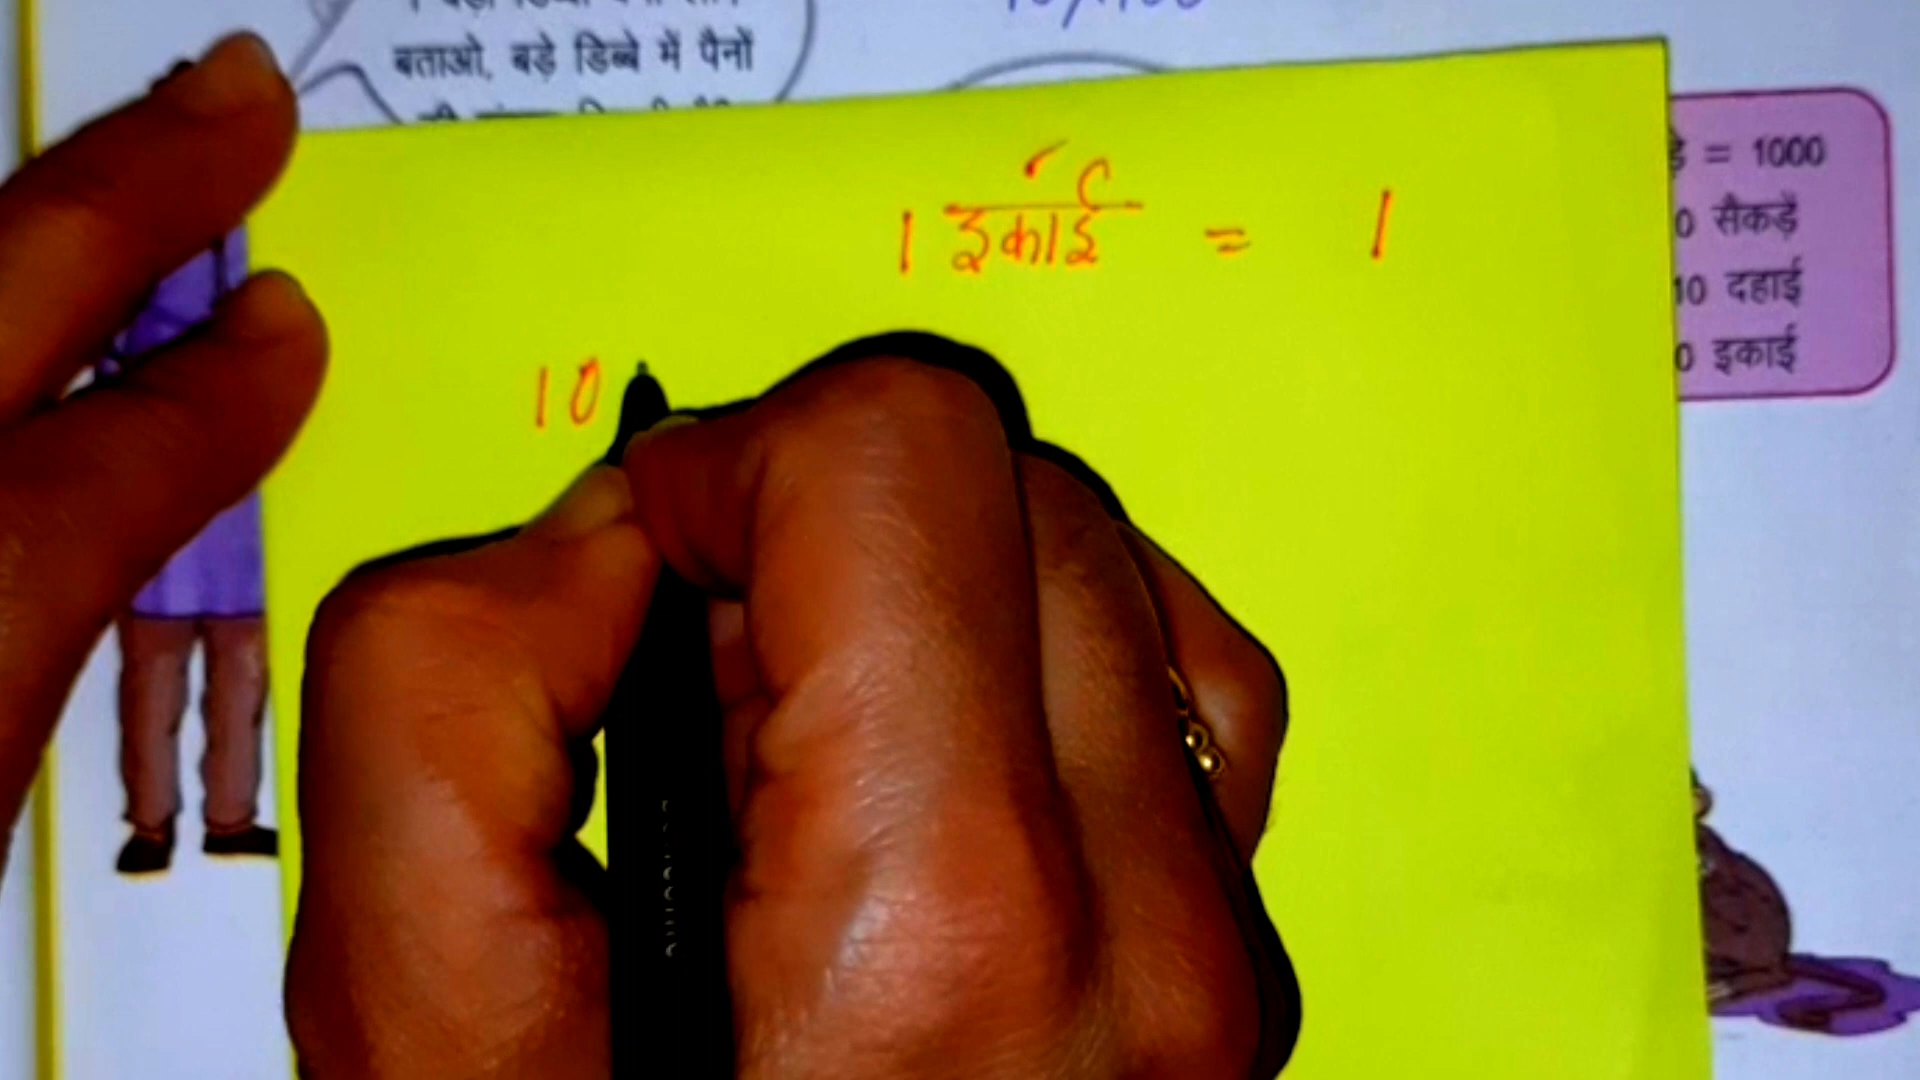 बताओ, बड़े डिब्बे में पैनों
1 इकाई = 1
10
= 1000
0 सैकड़ें
10 दहाई
0 इकाई